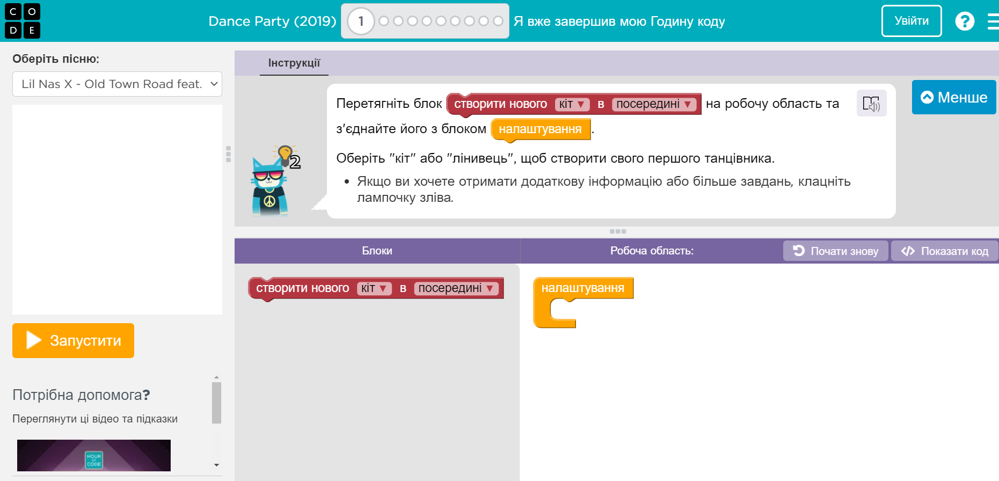 CODE
Dance Party (2019)
1
Я вже завершив мою Годину коду
Увійти
?
Оберіть пісню:
Lil Nas X - Old Town Road feat.
Запустити
Потрібна допомога?
Переглянути ці відео та підказки
HOUR
OF
CODE
Інструкції
Перетягніть блок створити нового кіт ▼ в посередині ▼ на робочу область та
з'єднайте його з блоком налаштування .
Оберіть "кіт" або "лінивець", щоб створити свого першого танцівника.
• Якщо ви хочете отримати додаткову інформацію або більше завдань, клацніть
лампочку зліва.
2
Менше
Блоки
Робоча область:
Почати знову
</> Показати код
створити нового кіт ▼ в посередині ▼
налаштування